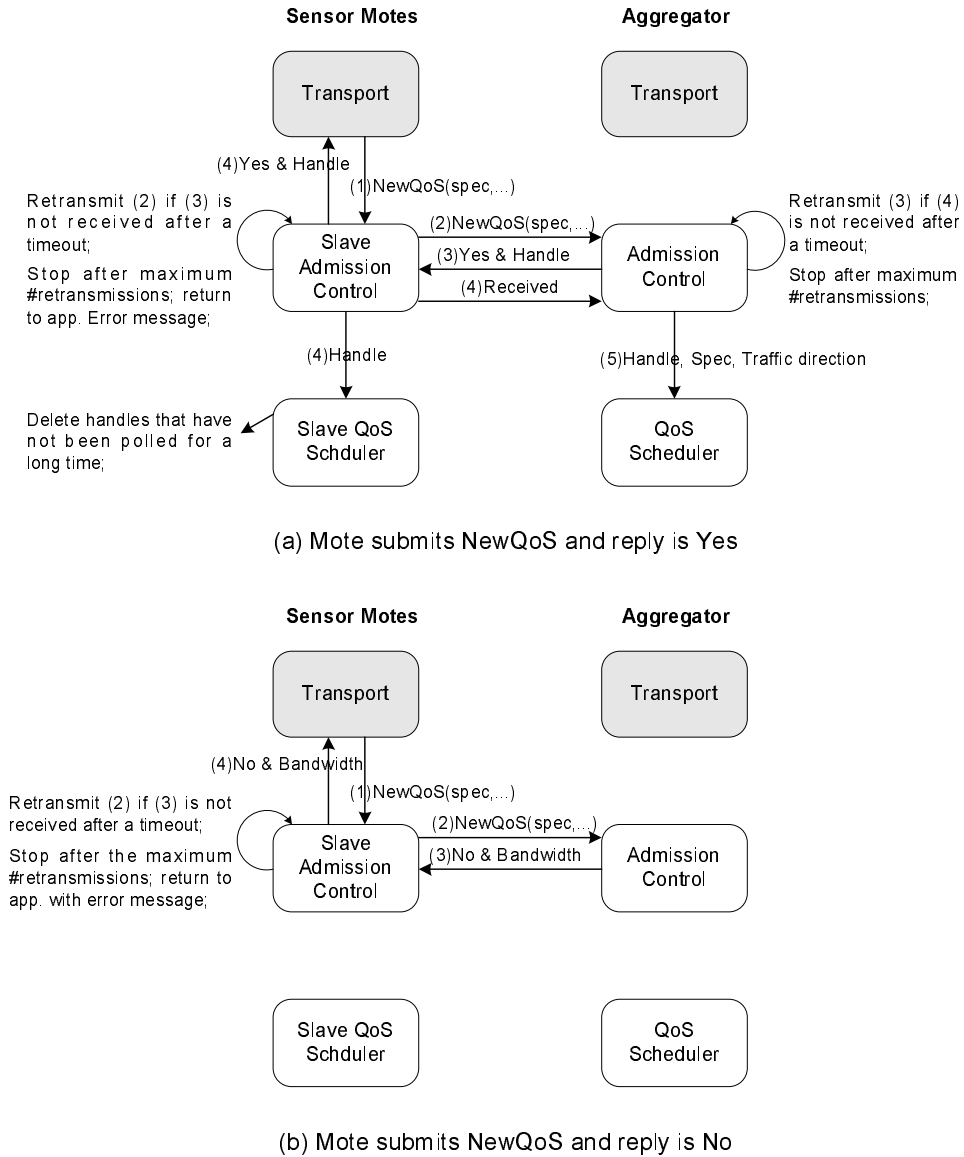 Sensor Motes
Aggregator
Transport
Transport
(4)Yes & Handle
(1)NewQoS(spec,...)
Retransmit (2) if (3) is
not received after a
timeout;
Stop after maximum
#retransmissions; return
to app. Error message;
Slave
Admission
Control
(2)NewQoS(spec,...)
(3)Yes & Handle
(4)Received
Admission
Control
Retransmit (3) if (4)
is not received after
a timeout;
Stop after maximum
#retransmissions;
(4)Handle
(5)Handle, Spec, Traffic direction
Delete handles that have
not been polled for a
long time;
Slave QoS
Schduler
QoS
Scheduler
(a) Mote submits NewQoS and reply is Yes
Sensor Motes
Aggregator
Transport
Transport
(4)No & Bandwidth
(1)NewQoS(spec,...)
Retransmit (2) if (3) is not
received after a timeout;
Stop after the maximum
#retransmissions; return to
app. with error message;
Slave
Admission
Control
(2)NewQoS(spec,...)
(3)No & Bandwidth
Admission
Control
Slave QoS
Schduler
QoS
Scheduler
(b) Mote submits NewQoS and reply is No